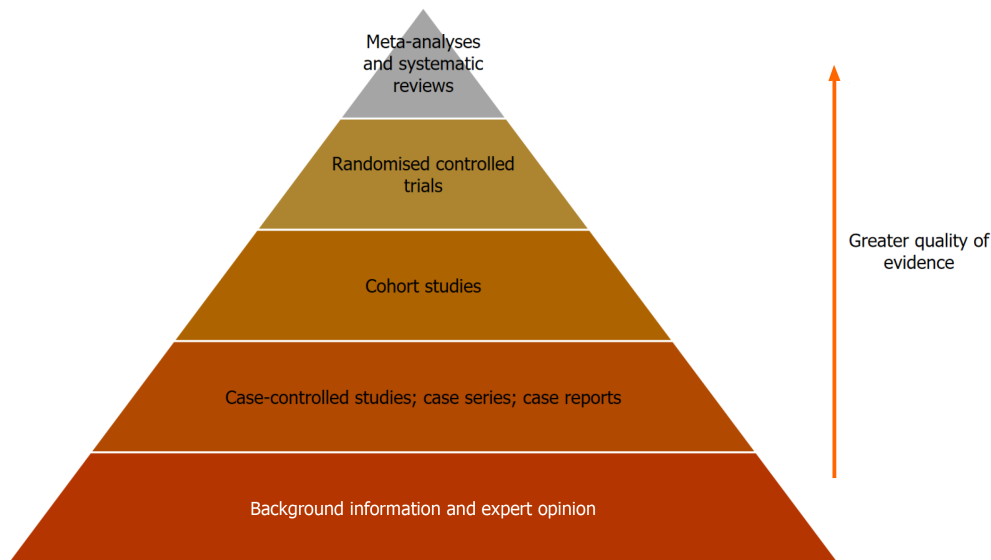 Meta-analyses
and systematic
reviews
Randomised controlled
trials
Greater quality of
evidence
Cohort studies
Case-controlled studies; case series; case reports
Background information and expert opinion